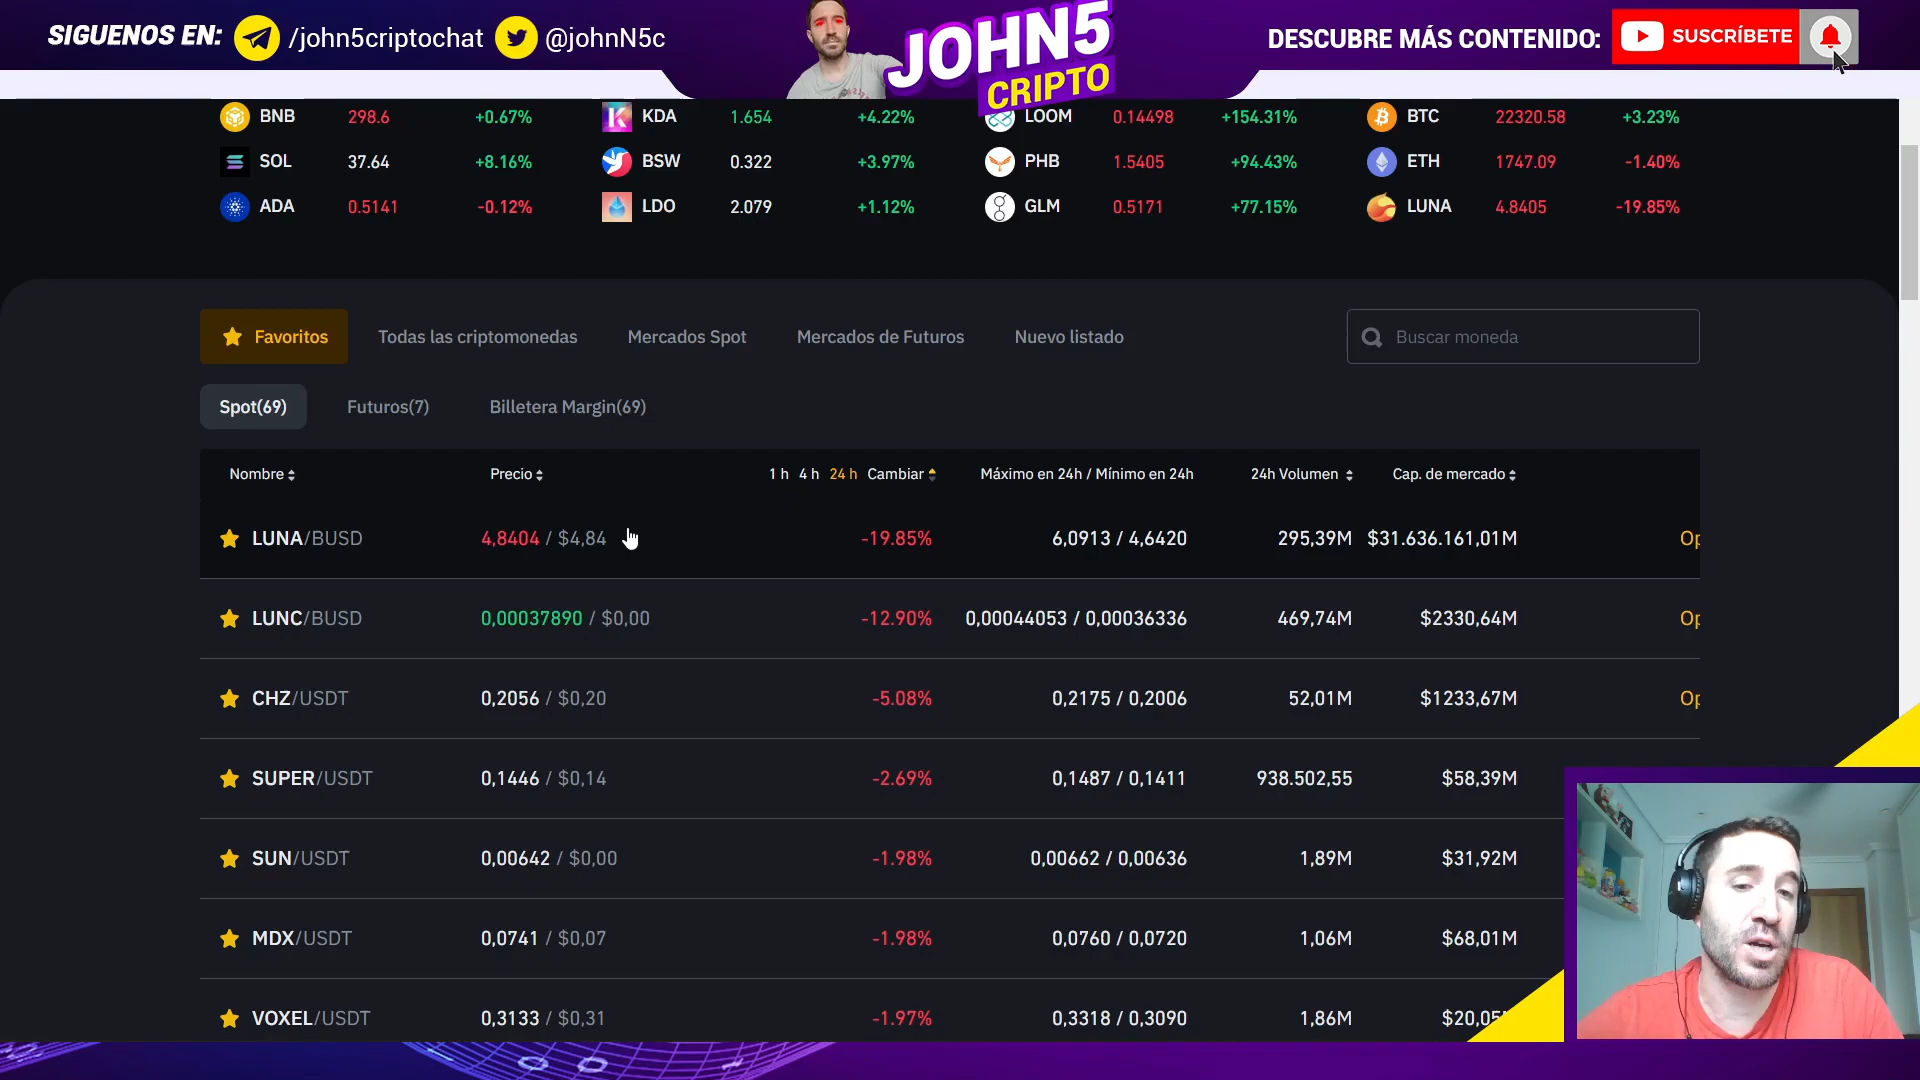 SIGUENOS EN: /john5criptochat @johnN5c JOHN5 CRIPTO DESCUBRE MÁS CONTENIDO: SUSCRÍBETE
BNB 298.6 +0.67% KDA 1.654 +4.22% LOOM 0.14498 +154.31% BTC 22320.58 +3.23%
SOL 37.64 +8.16% BSW 0.322 +3.97% PHB 1.5405 +94.43% ETH 1747.09 -1.40%
ADA 0.5141 -0.12% LDO 2.079 +1.12% GLM 0.5171 +77.15% LUNA 4.8405 -19.85%
Favoritos Todas las criptomonedas Mercados Spot Mercados de Futuros Nuevo listado Buscar moneda
Spot(69) Futuros(7) Billetera Margin(69)
Nombre Precio 1 h 4 h 24 h Cambiar Máximo en 24h / Mínimo en 24h 24h Volumen Cap. de mercado
LUNA/BUSD 4,8404 / $4,84 -19.85% 6,0913 / 4,6420 295,39M $31.636.161,01M Op
LUNC/BUSD 0,00037890 / $0,00 -12.90% 0,00044053 / 0,00036336 469,74M $2330,64M Op
CHZ/USDT 0,2056 / $0,20 -5.08% 0,2175 / 0,2006 52,01M $1233,67M Op
SUPER/USDT 0,1446 / $0,14 -2.69% 0,1487 / 0,1411 938.502,55 $58,39M
SUN/USDT 0,00642 / $0,00 -1.98% 0,00662 / 0,00636 1,89M $31,92M
MDX/USDT 0,0741 / $0,07 -1.98% 0,0760 / 0,0720 1,06M $68,01M
VOXEL/USDT 0,3133 / $0,31 -1.97% 0,3318 / 0,3090 1,86M $20,05M